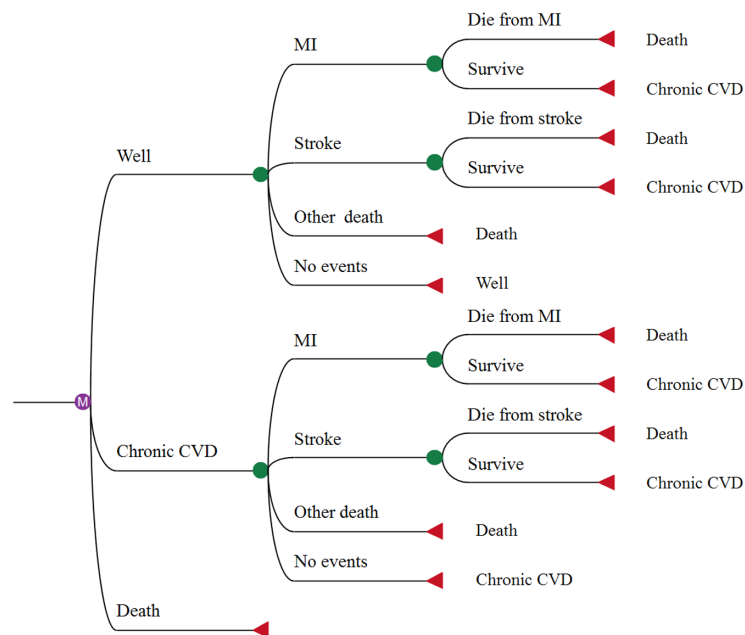 Die from MI
Death
MI
Survive
Chronic CVD
Die from stroke
Death
Well
Stroke
Survive
Chronic CVD
Other death
Death
No events
Well
Die from MI
Death
MI
Survive
Chronic CVD
M
Die from stroke
Death
Chronic CVD
Stroke
Survive
Chronic CVD
Other death
Death
No events
Chronic CVD
Death